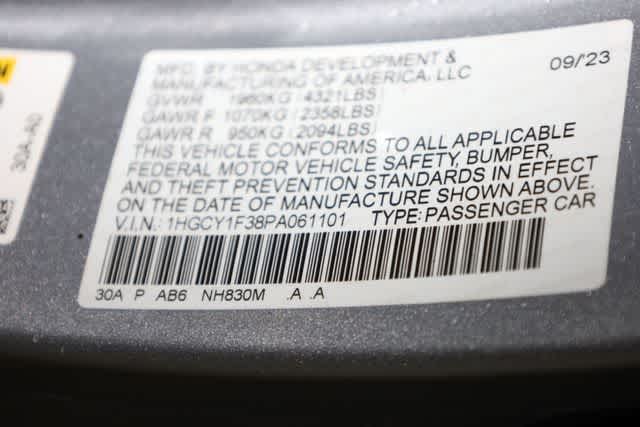 MFD. BY HONDA DEVELOPMENT &
MANUFACTURING OF AMERICA, LLC
09/'23
GVWR 1960KG (4321LBS)
GAWR F 1070KG (2358LBS)
GAWR R 950KG (2094LBS)
THIS VEHICLE CONFORMS TO ALL APPLICABLE
FEDERAL MOTOR VEHICLE SAFETY, BUMPER,
AND THEFT PREVENTION STANDARDS IN EFFECT
ON THE DATE OF MANUFACTURE SHOWN ABOVE.
V.I.N.: 1HGCY1F38PA061101 TYPE: PASSENGER CAR
30A P AB6 NH830M .A .A
30A-A0